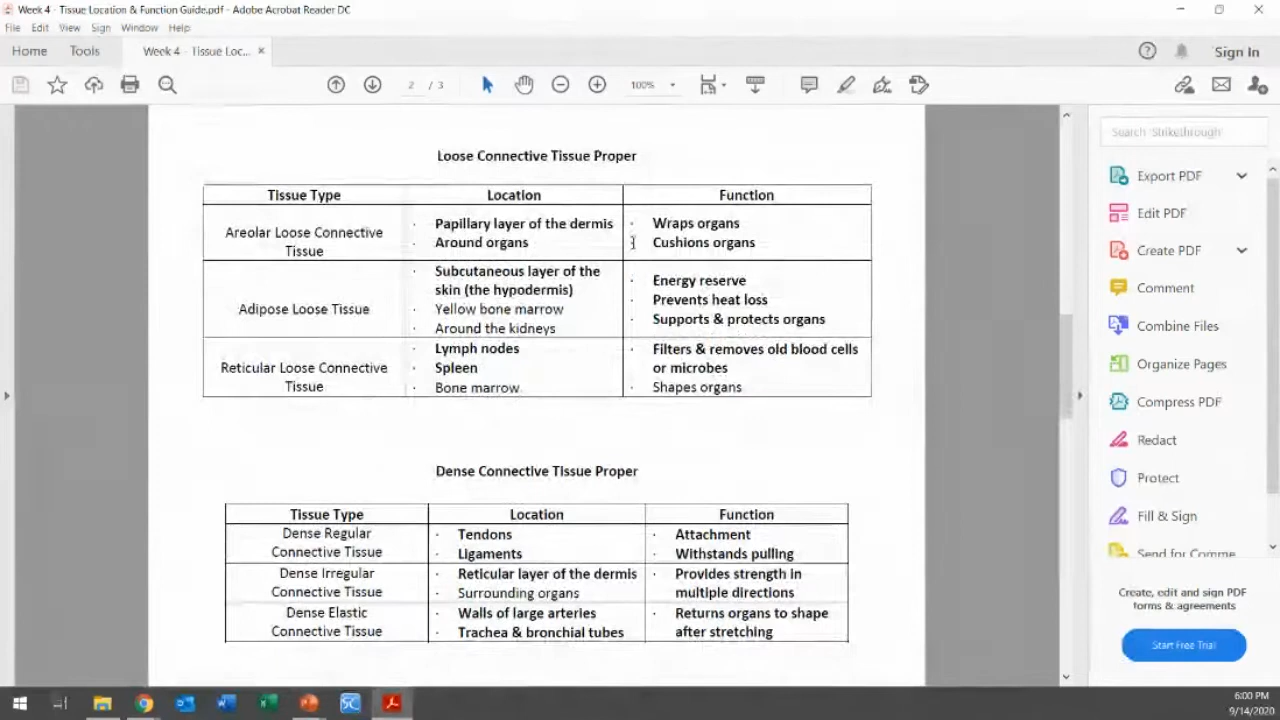 Week 4 - Tissue Location & Function Guide.pdf - Adobe Acrobat Reader DC
File Edit View Sign Window Help
Home Tools Week 4 - Tissue Loc... × Sign In
2 / 3 100%
Loose Connective Tissue Proper
Tissue Type Location Function
Areolar Loose Connective Tissue
· Papillary layer of the dermis
· Around organs
· Wraps organs
· Cushions organs
Adipose Loose Tissue
· Subcutaneous layer of the
skin (the hypodermis)
· Yellow bone marrow
· Around the kidneys
· Energy reserve
· Prevents heat loss
· Supports & protects organs
Reticular Loose Connective
Tissue
· Lymph nodes
· Spleen
· Bone marrow
· Filters & removes old blood cells
or microbes
· Shapes organs
Dense Connective Tissue Proper
Tissue Type Location Function
Dense Regular
Connective Tissue
· Tendons
· Ligaments
· Attachment
· Withstands pulling
Dense Irregular
Connective Tissue
· Reticular layer of the dermis
· Surrounding organs
· Provides strength in
multiple directions
Dense Elastic
Connective Tissue
· Walls of large arteries
· Trachea & bronchial tubes
· Returns organs to shape
after stretching
Search 'Strikethrough'
Export PDF
Edit PDF
Create PDF
Comment
Combine Files
Organize Pages
Compress PDF
Redact
Protect
Fill & Sign
Send for Comme
Create, edit and sign PDF
forms & agreements
Start Free Trial
6:00 PM
9/14/2020